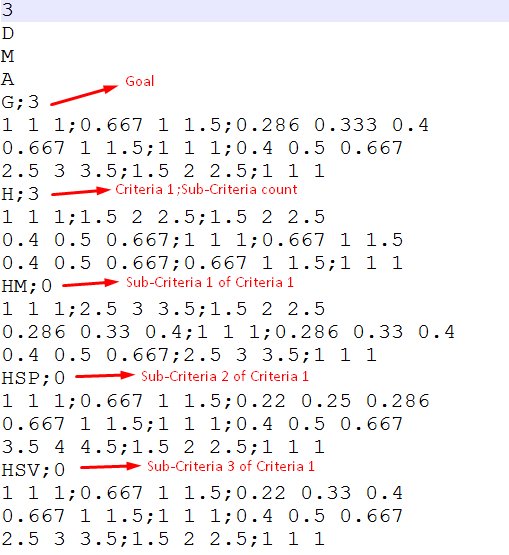 3
D
M
A
G;3
Goal
1 1 1;0.667 1 1.5;0.286 0.333 0.4
0.667 1 1.5;1 1 1;0.4 0.5 0.667
2.5 3 3.5;1.5 2 2.5;1 1 1
H;3
Criteria 1;Sub-Criteria count
1 1 1;1.5 2 2.5;1.5 2 2.5
0.4 0.5 0.667;1 1 1;0.667 1 1.5
0.4 0.5 0.667;0.667 1 1.5;1 1 1
HM;0
Sub-Criteria 1 of Criteria 1
1 1 1;2.5 3 3.5;1.5 2 2.5
0.286 0.33 0.4;1 1 1;0.286 0.33 0.4
0.4 0.5 0.667;2.5 3 3.5;1 1 1
HSP;0
Sub-Criteria 2 of Criteria 1
1 1 1;0.667 1 1.5;0.22 0.25 0.286
0.667 1 1.5;1 1 1;0.4 0.5 0.667
3.5 4 4.5;1.5 2 2.5;1 1 1
HSV;0
Sub-Criteria 3 of Criteria 1
1 1 1;0.667 1 1.5;0.22 0.33 0.4
0.667 1 1.5;1 1 1;0.4 0.5 0.667
2.5 3 3.5;1.5 2 2.5;1 1 1